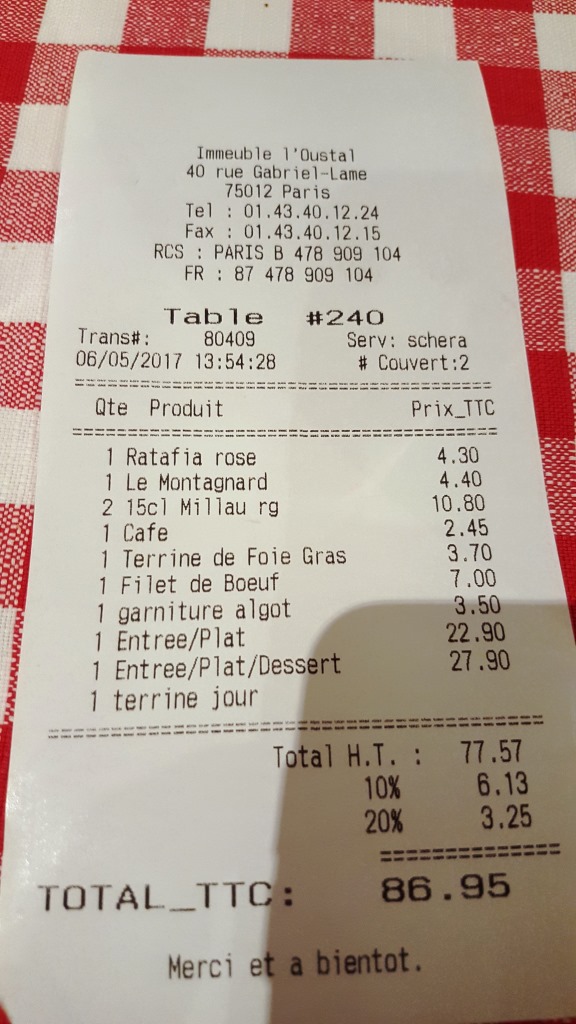 Immeuble l'Oustal
40 rue Gabriel-Lame
75012 Paris
Tel : 01.43.40.12.24
Fax : 01.43.40.12.15
RCS : PARIS B 478 909 104
FR : 87 478 909 104
Table #240
Trans#: 80409 Serv: schera
06/05/2017 13:54:28 # Couvert:2
Qte Produit Prix_TTC
1 Ratafia rose 4.30
1 Le Montagnard 4.40
2 15cl Millau rg 10.80
1 Cafe 2.45
1 Terrine de Foie Gras 3.70
1 Filet de Boeuf 7.00
1 garniture algot 3.50
1 Entree/Plat 22.90
1 Entree/Plat/Dessert 27.90
1 terrine jour
Total H.T. : 77.57
10% 6.13
20% 3.25
TOTAL_TTC: 86.95
Merci et a bientot.